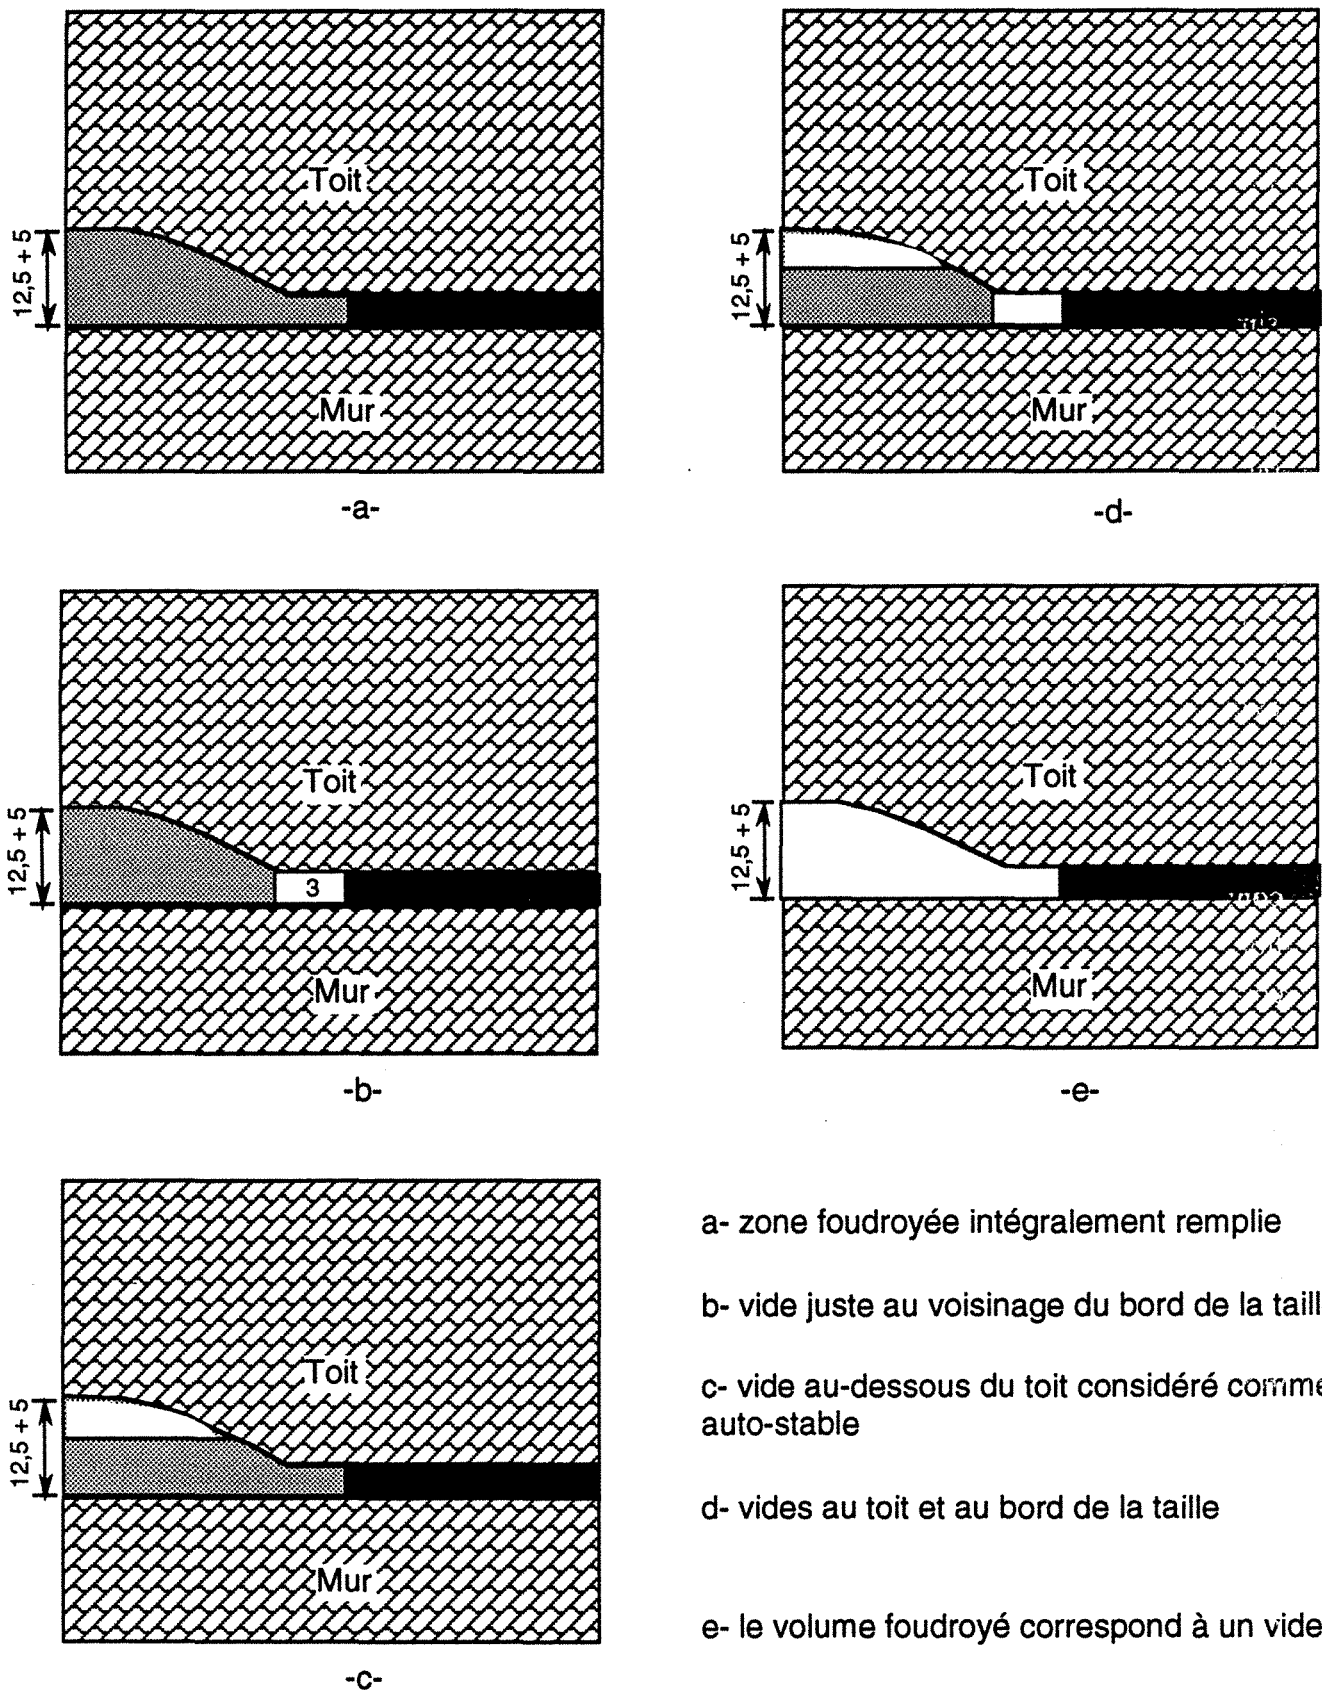 Toit
12,5 + 5
Mur
-a-
Toit
12,5 + 5
Mur
-d-
Toit
12,5 + 5
3
Mur
-b-
Toit
12,5 + 5
Mur
-e-
Toit
12,5 + 5
Mur
-c-
a- zone foudroyée intégralement remplie
b- vide juste au voisinage du bord de la taill
c- vide au-dessous du toit considéré comme
auto-stable
d- vides au toit et au bord de la taille
e- le volume foudroyé correspond à un vide